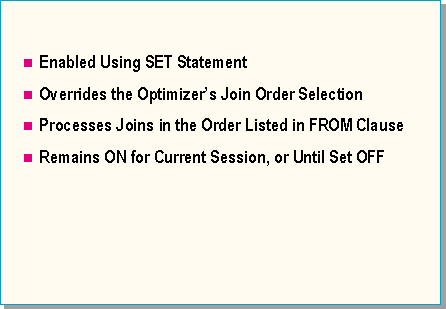 Enabled Using SET Statement
Overrides the Optimizer's Join Order Selection
Processes Joins in the Order Listed in FROM Clause
Remains ON for Current Session, or Until Set OFF